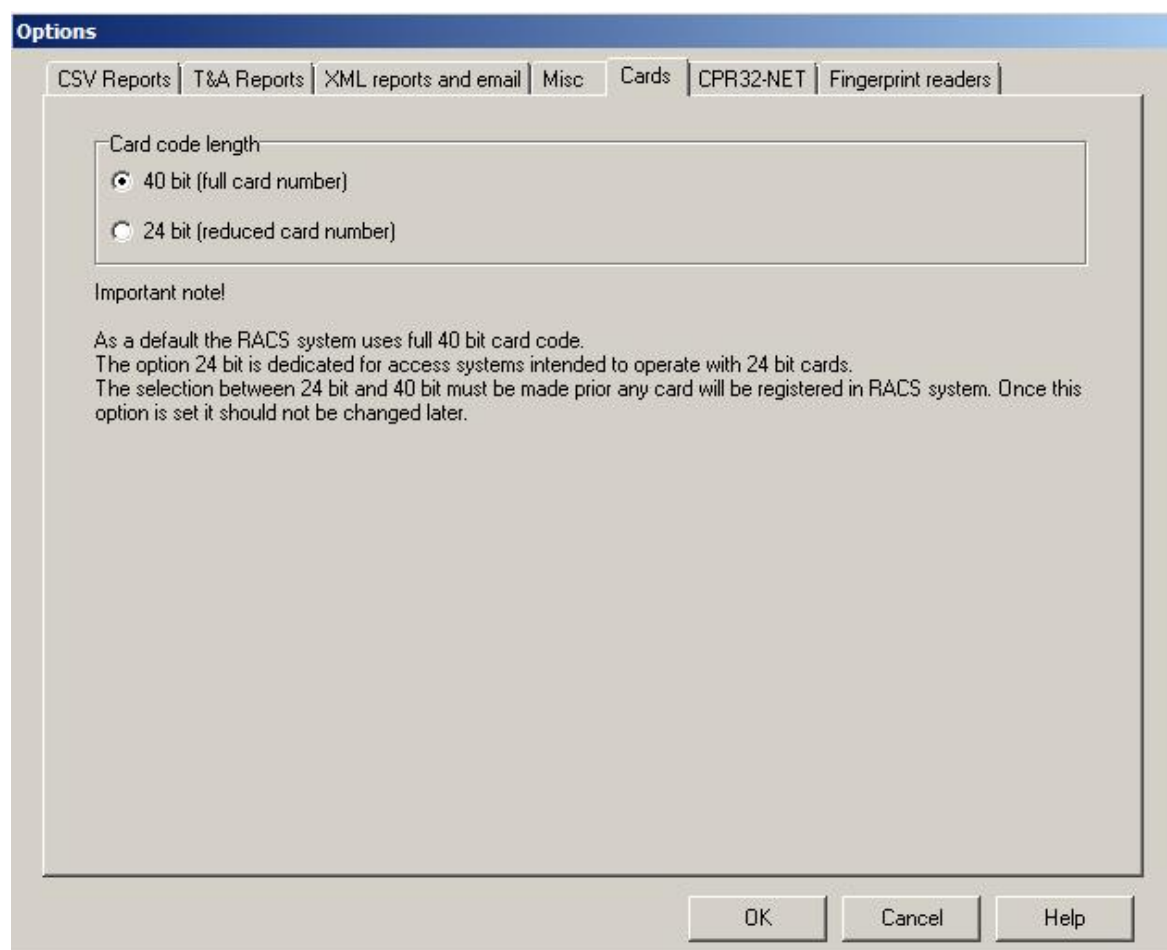 Options
CSV Reports T&A Reports XML reports and email Misc Cards CPR32-NET Fingerprint readers
Card code length
40 bit (full card number)
24 bit (reduced card number)
Important note!
As a default the RACS system uses full 40 bit card code.
The option 24 bit is dedicated for access systems intended to operate with 24 bit cards.
The selection between 24 bit and 40 bit must be made prior any card will be registered in RACS system. Once this
option is set it should not be changed later.
OK Cancel Help